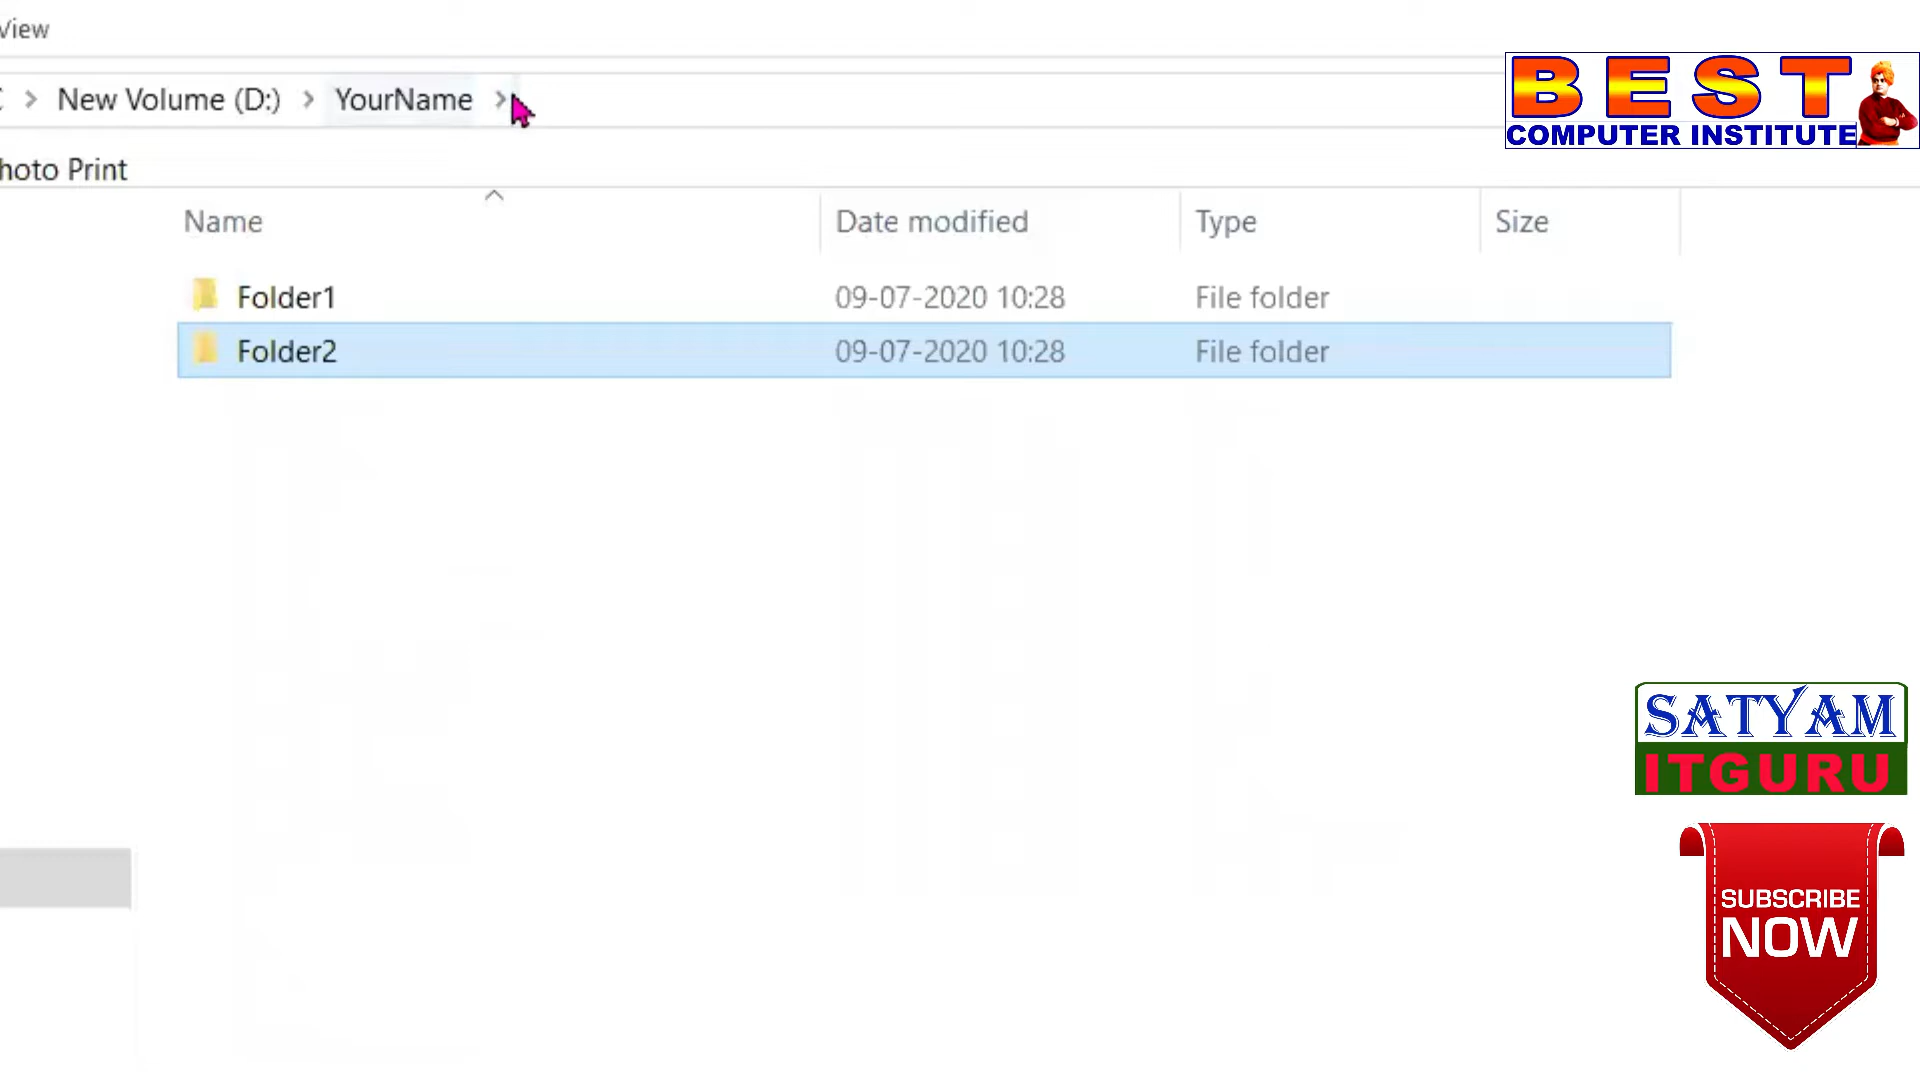 View
New Volume (D:) > YourName >
hoto Print
Name Date modified Type Size
Folder1 09-07-2020 10:28 File folder
Folder2 09-07-2020 10:28 File folder
BEST
COMPUTER INSTITUTE
SATYAM
ITGURU
SUBSCRIBE
NOW